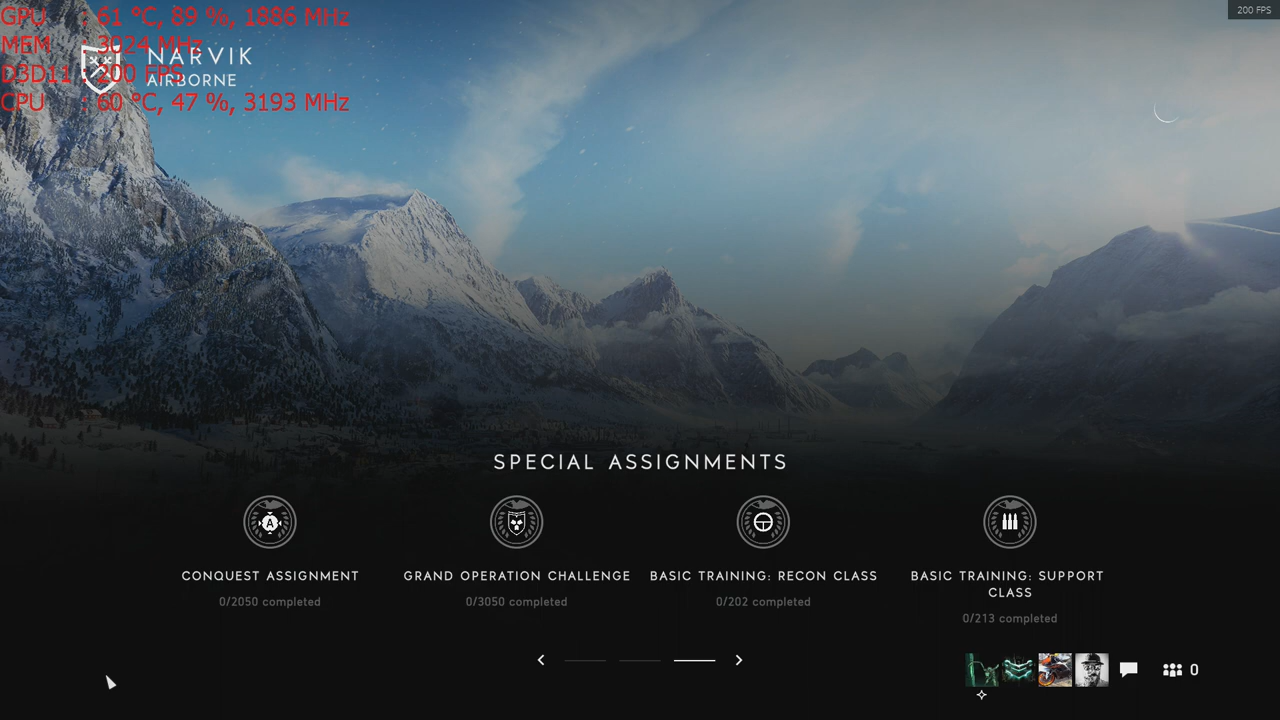 GPU : 61 °C, 89 %, 1886 MHz
200 FPS
MEM : 3024 MHz
NARVIK
D3D11 : 200 FPS
AIRBORNE
CPU : 60 °C, 47 %, 3193 MHz
SPECIAL ASSIGNMENTS
A
CONQUEST ASSIGNMENT
0/2050 completed
GRAND OPERATION CHALLENGE
0/3050 completed
BASIC TRAINING: RECON CLASS
0/202 completed
BASIC TRAINING: SUPPORT
CLASS
0/213 completed
0